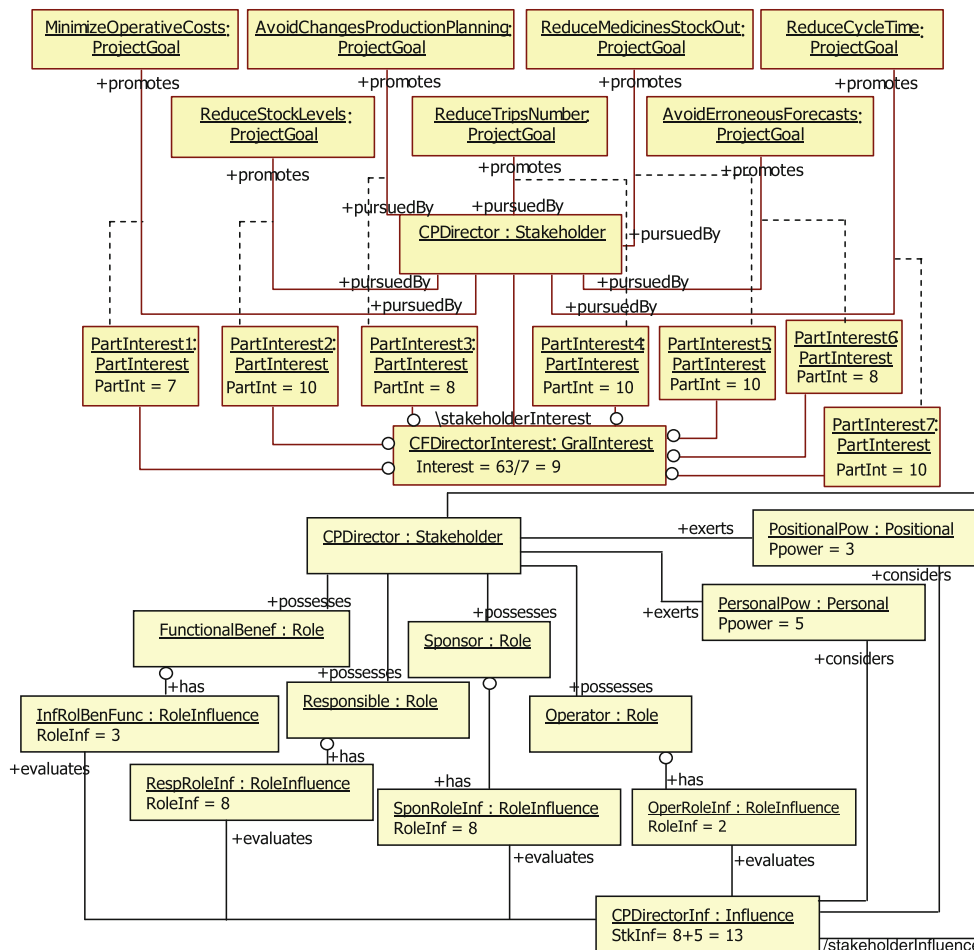 MinimizeOperativeCosts:
ProjectGoal
AvoidChangesProductionPlanning:
ProjectGoal
ReduceMedicinesStockOut:
ProjectGoal
ReduceCycleTime:
ProjectGoal
+promotes
+promotes
+promotes
+promotes
ReduceStockLevels:
ProjectGoal
ReduceTripsNumber:
ProjectGoal
AvoidErroneousForecasts:
ProjectGoal
+promotes
+promotes
+promotes
+pursuedBy
+pursuedBy
CPDirector : Stakeholder
+pursuedBy
+pursuedBy
+pursuedBy
+pursuedBy
+pursuedBy
PartInterest1:
PartInterest
PartInt = 7
PartInterest2:
PartInterest
PartInt = 10
PartInterest3:
PartInterest
PartInt = 8
PartInterest4:
PartInterest
PartInt = 10
PartInterest5:
PartInterest
PartInt = 10
PartInterest6:
PartInterest
PartInt = 8
PartInterest7:
PartInterest
PartInt = 10
\stakeholderInterest
CFDirectorInterest: GralInterest
Interest = 63/7 = 9
CPDirector : Stakeholder
+exerts
PositionalPow : Positional
Ppower = 3
+considers
+exerts
PersonalPow : Personal
Ppower = 5
+considers
+possesses
+possesses
FunctionalBenef : Role
Sponsor : Role
+has
+possesses
+possesses
Responsible : Role
Operator : Role
InfRolBenFunc : RoleInfluence
RoleInf = 3
+evaluates
+has
+has
+has
RespRoleInf : RoleInfluence
RoleInf = 8
SponRoleInf : RoleInfluence
RoleInf = 8
OperRoleInf : RoleInfluence
RoleInf = 2
+evaluates
+evaluates
+evaluates
CPDirectorInf : Influence
StkInf= 8+5 = 13
/stakeholderInfluence